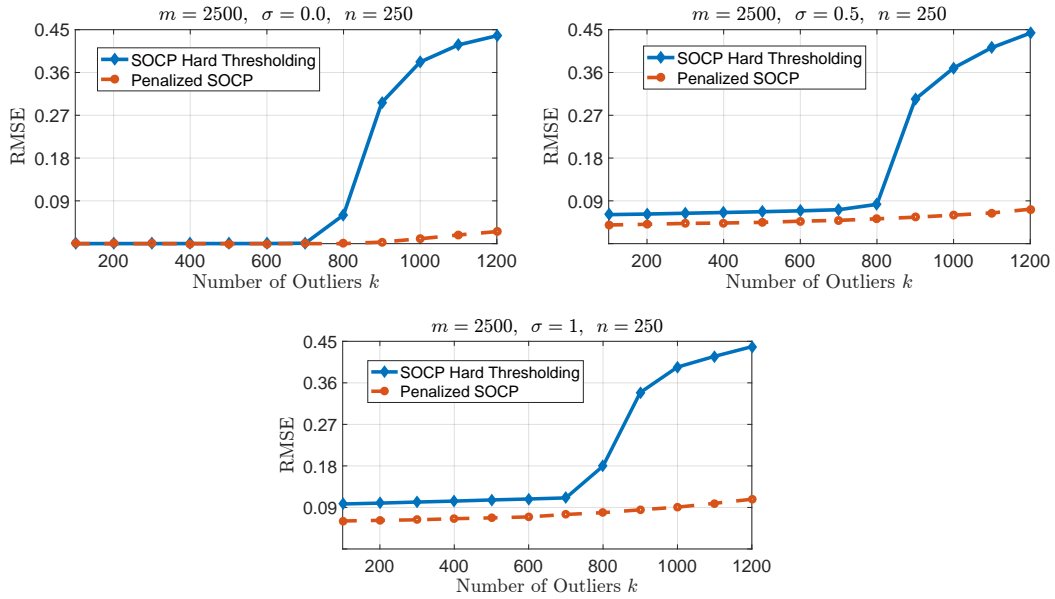 m = 2500, σ = 0.0, n = 250
0.45
0.36
0.27
0.18
0.09
RMSE
SOCP Hard Thresholding
Penalized SOCP
200 400 600 800 1000 1200
Number of Outliers k
m = 2500, σ = 0.5, n = 250
0.45
0.36
0.27
0.18
0.09
RMSE
SOCP Hard Thresholding
Penalized SOCP
200 400 600 800 1000 1200
Number of Outliers k
m = 2500, σ = 1, n = 250
0.45
0.36
0.27
0.18
0.09
RMSE
SOCP Hard Thresholding
Penalized SOCP
200 400 600 800 1000 1200
Number of Outliers k